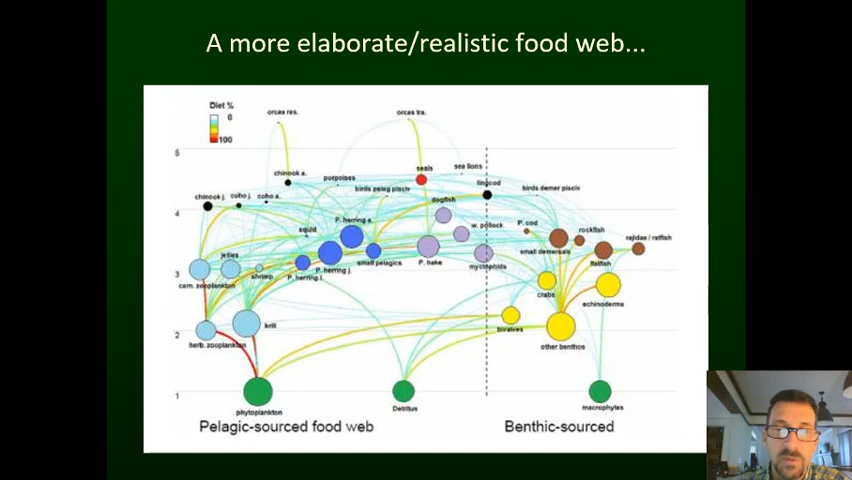 A more elaborate/realistic food web...
Diet %
0
100
orcas res.
orcas tra.
5
chinook a.
porpoises
seals
sea lions
lingcod
chinook j.
coho j.
coho a.
birds pelag pisciv
birds demer pisciv
4
dogfish
squid
P. herring a.
w. pollock
P. cod
rockfish
jellies
small pelagics
P. hake
small demersals
rajidae / ratfish
carn. zooplankton
shrimp
P. herring l.
P. herring j.
myctophids
flatfish
3
crabs
echinoderms
2
herb. zooplankton
krill
bivalves
other benthos
1
phytoplankton
Detritus
macrophytes
Pelagic-sourced food web
Benthic-sourced